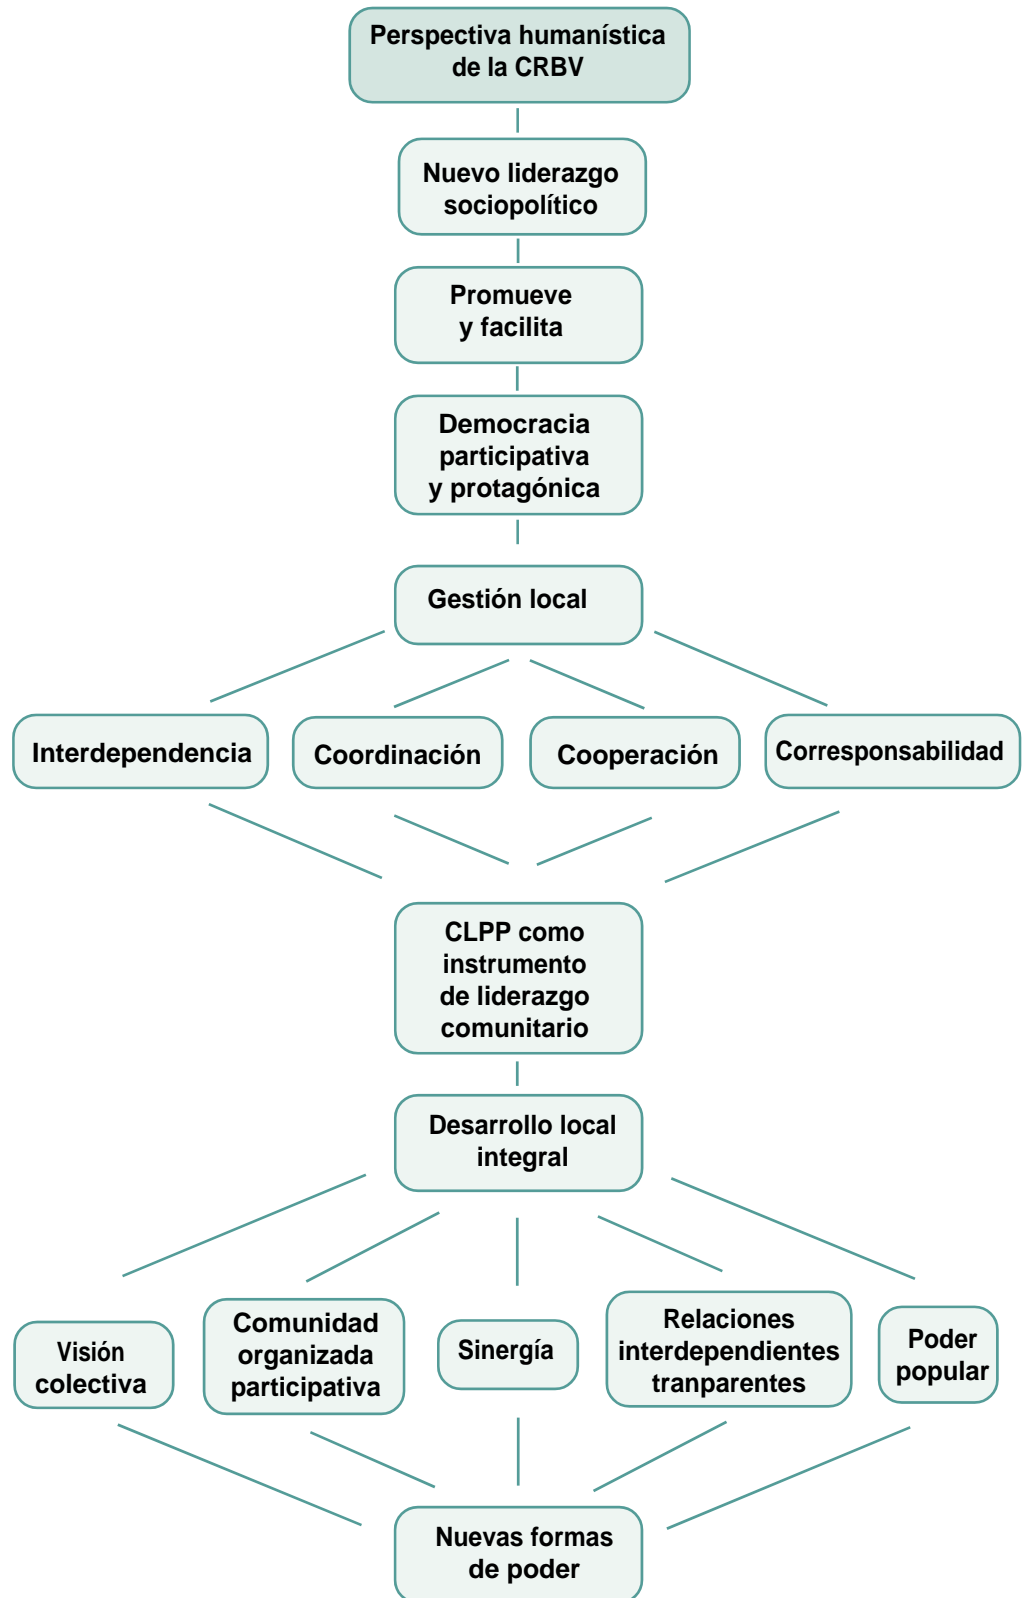 Perspectiva humanística
de la CRBV
Nuevo liderazgo
sociopolítico
Promueve
y facilita
Democracia
participativa
y protagónica
Gestión local
Interdependencia
Coordinación
Cooperación
Corresponsabilidad
CLPP como
instrumento
de liderazgo
comunitario
Desarrollo local
integral
Visión
colectiva
Comunidad
organizada
participativa
Sinergía
Relaciones
interdependientes
tranparentes
Poder
popular
Nuevas formas
de poder